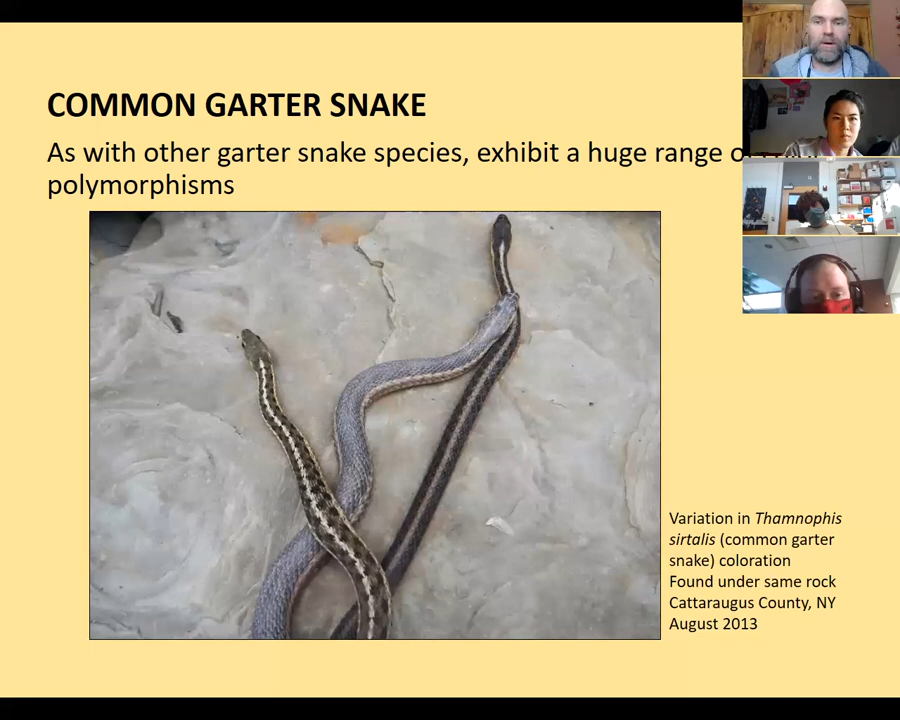 COMMON GARTER SNAKE
As with other garter snake species, exhibit a huge range
polymorphisms
Variation in Thamnophis
sirtalis (common garter
snake) coloration
Found under same rock
Cattaraugus County, NY
August 2013